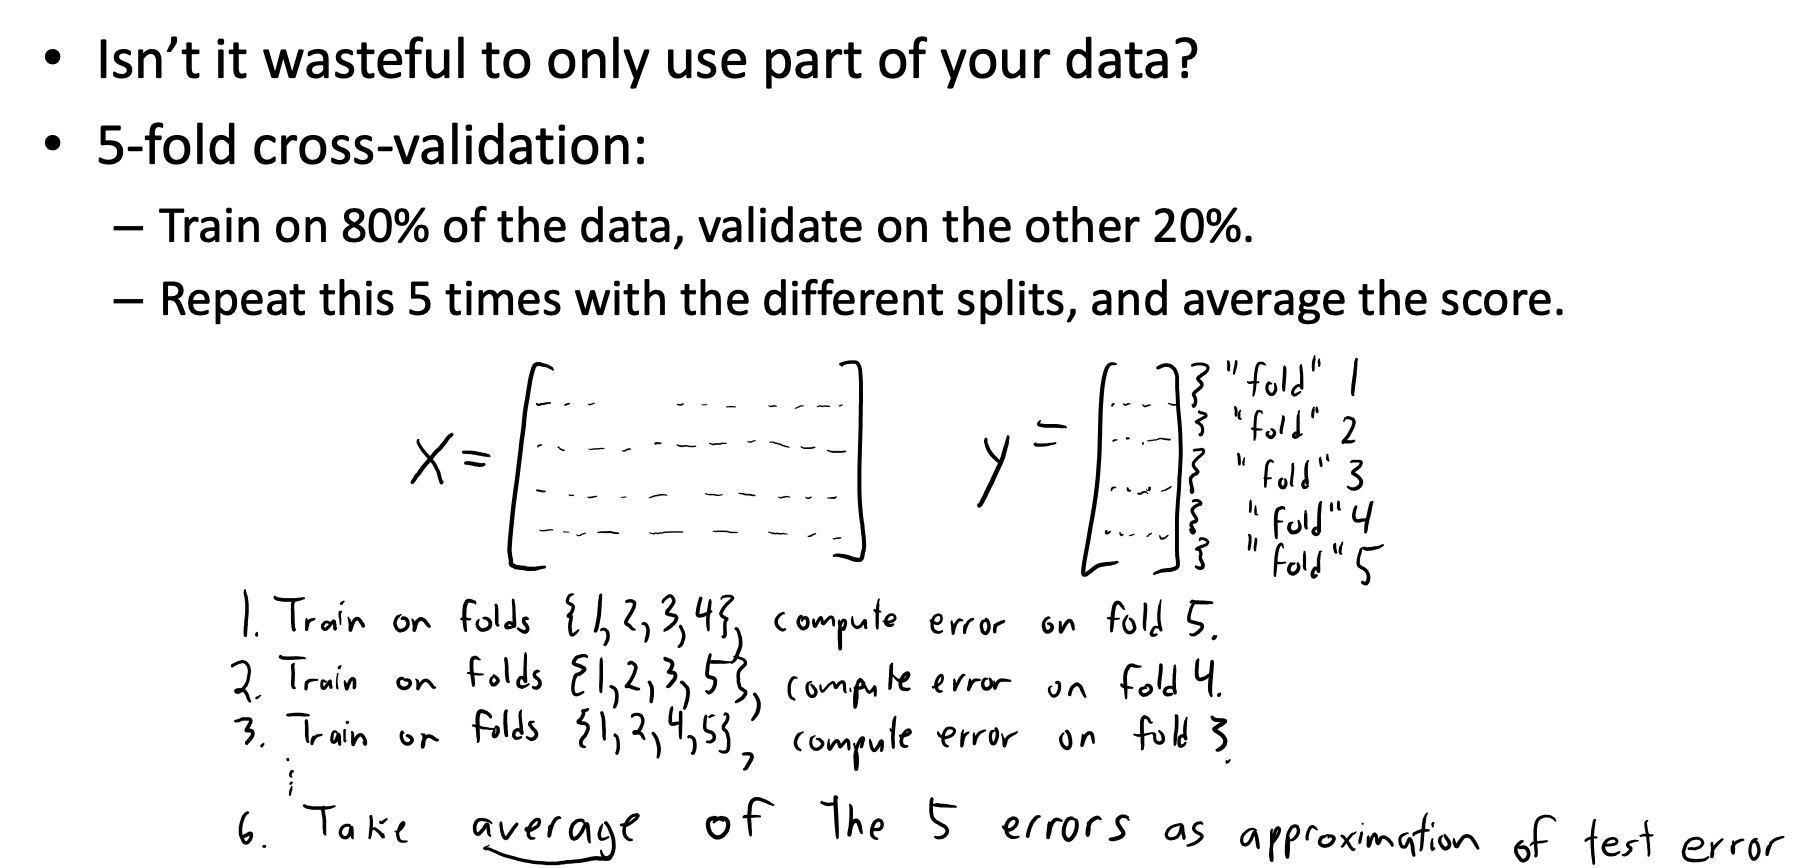 • Isn't it wasteful to only use part of your data?
• 5-fold cross-validation:
– Train on 80% of the data, validate on the other 20%.
– Repeat this 5 times with the different splits, and average the score.
X = y = } "fold" 1
} "fold" 2
} "fold" 3
} "fold" 4
} "fold" 5
1. Train on folds {1,2,3,4}, compute error on fold 5.
2. Train on folds {1,2,3,5}, compute error on fold 4.
3. Train on folds {1,2,4,5}, compute error on fold 3.
⋮
6. Take average of the 5 errors as approximation of test error